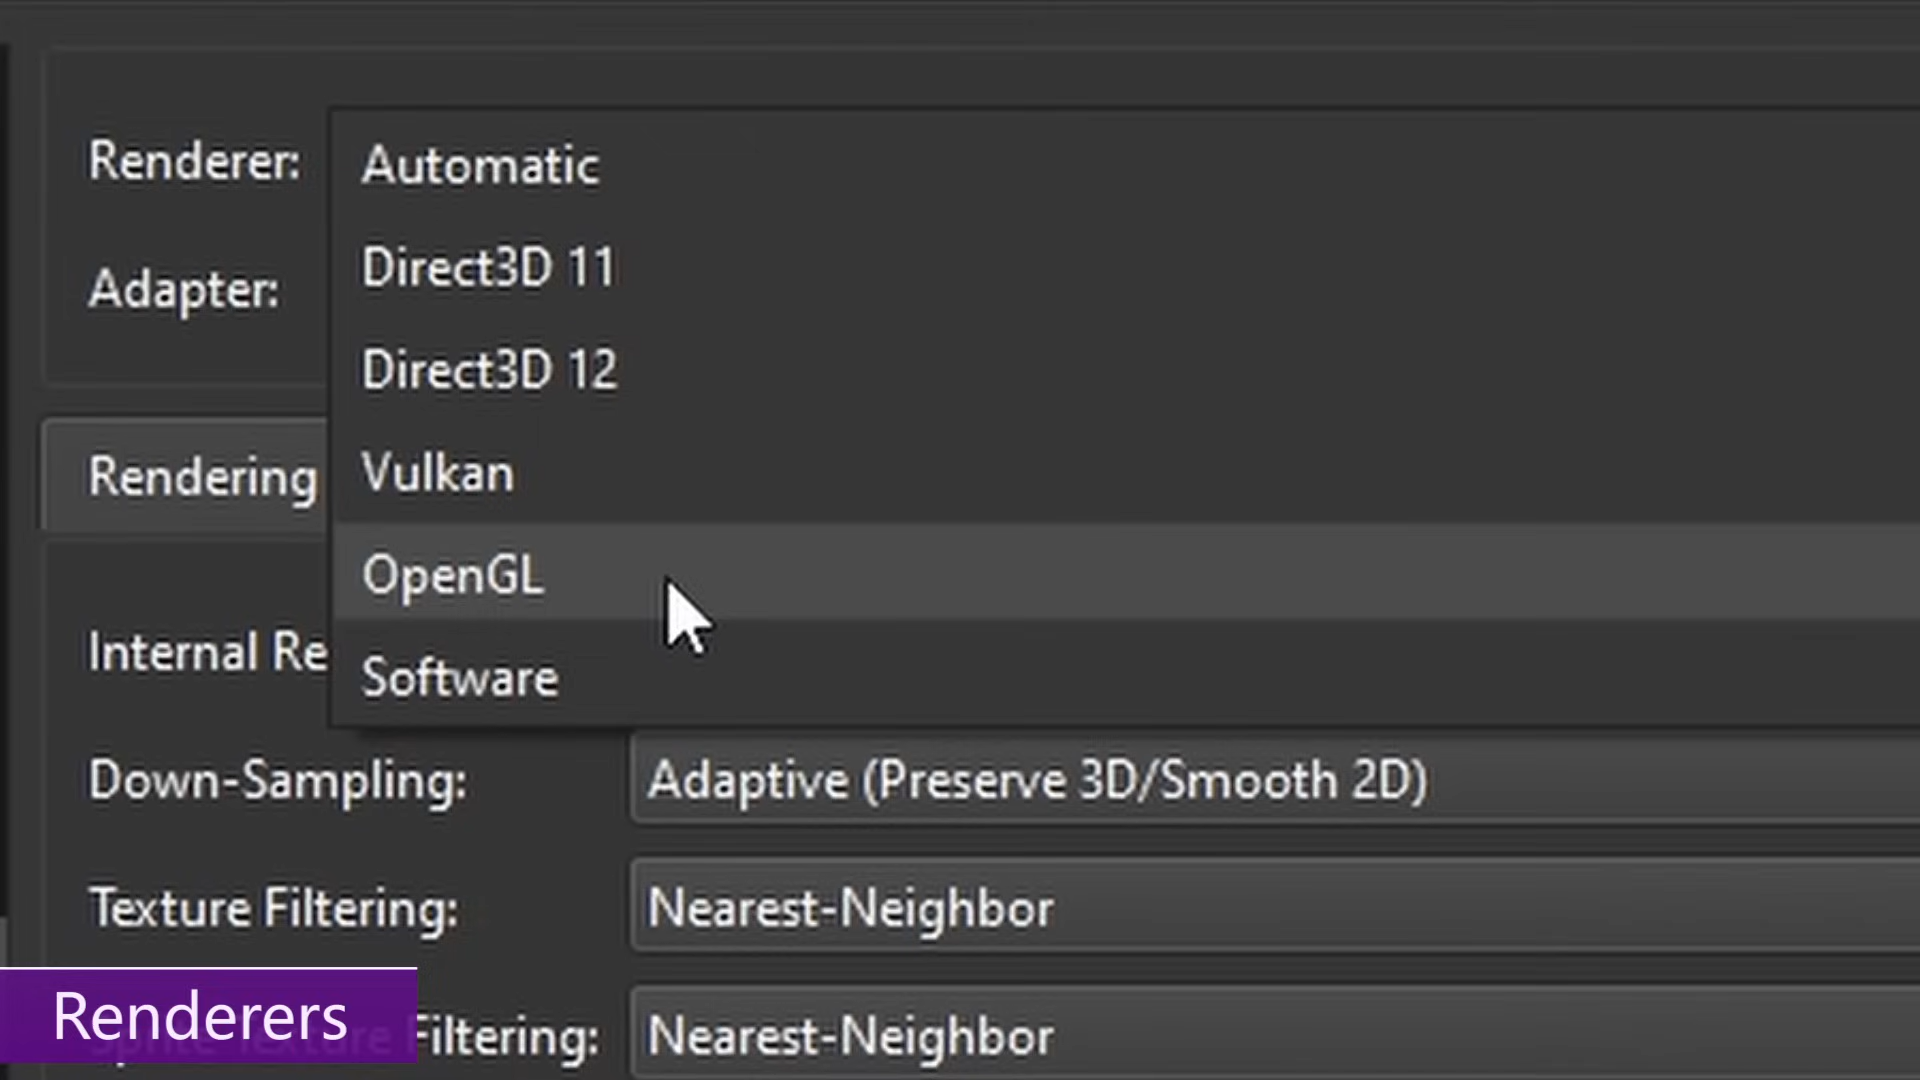 Renderer:
Automatic
Direct3D 11
Adapter:
Direct3D 12
Vulkan
Rendering
OpenGL
Internal Re
Software
Down-Sampling: Adaptive (Preserve 3D/Smooth 2D)
Texture Filtering: Nearest-Neighbor
Filtering: Nearest-Neighbor
Renderers